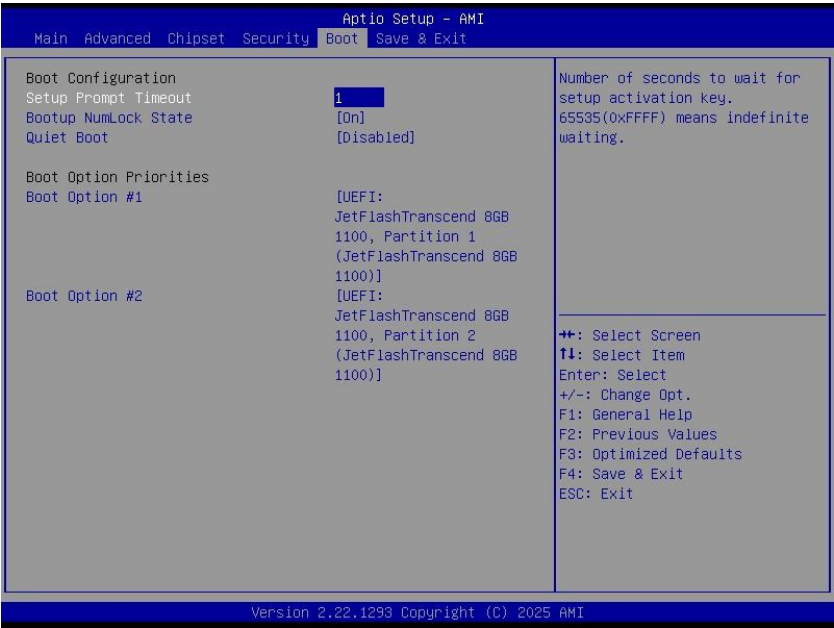 Aptio Setup – AMI
Main Advanced Chipset Security Boot Save & Exit
Boot Configuration
Setup Prompt Timeout 1
Bootup NumLock State [On]
Quiet Boot [Disabled]
Boot Option Priorities
Boot Option #1 [UEFI:
JetFlashTranscend 8GB
1100, Partition 1
(JetFlashTranscend 8GB
1100)]
Boot Option #2 [UEFI:
JetFlashTranscend 8GB
1100, Partition 2
(JetFlashTranscend 8GB
1100)]
Number of seconds to wait for
setup activation key.
65535(0xFFFF) means indefinite
waiting.
→←: Select Screen
↑↓: Select Item
Enter: Select
+/-: Change Opt.
F1: General Help
F2: Previous Values
F3: Optimized Defaults
F4: Save & Exit
ESC: Exit
Version 2.22.1293 Copyright (C) 2025 AMI